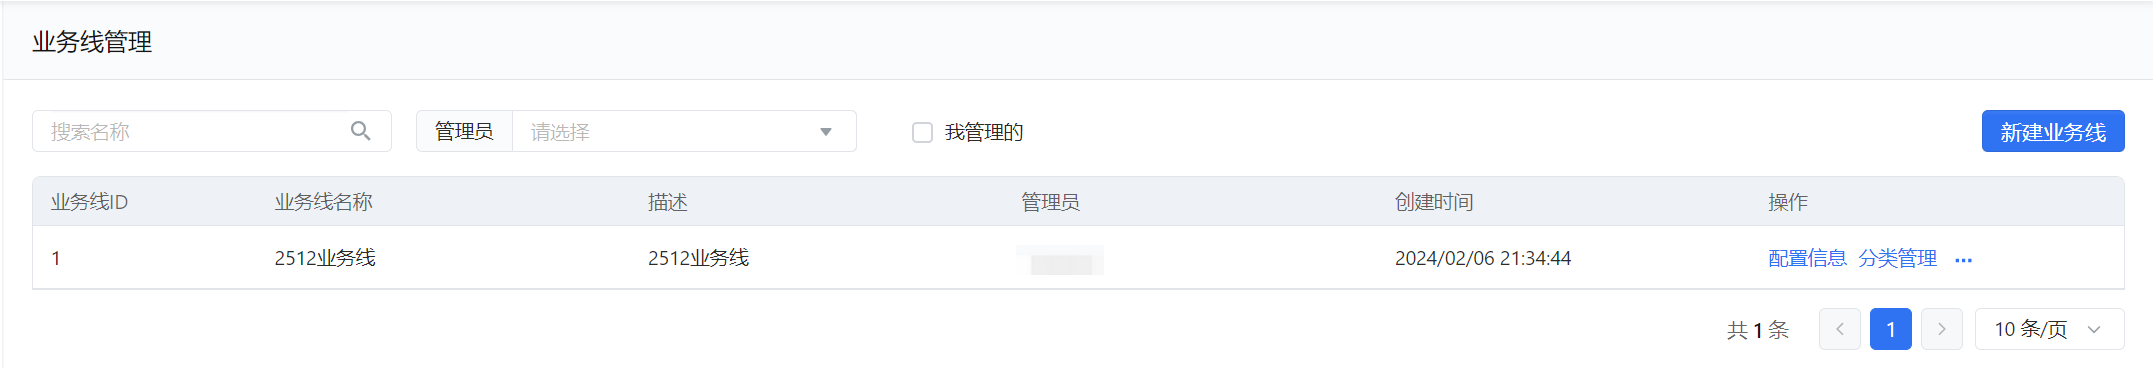 业务线管理
搜索名称 管理员 请选择 我管理的 新建业务线
业务线ID 业务线名称 描述 管理员 创建时间 操作
1 2512业务线 2512业务线 2024/02/06 21:34:44 配置信息 分类管理 ···
共 1 条 1 10 条/页